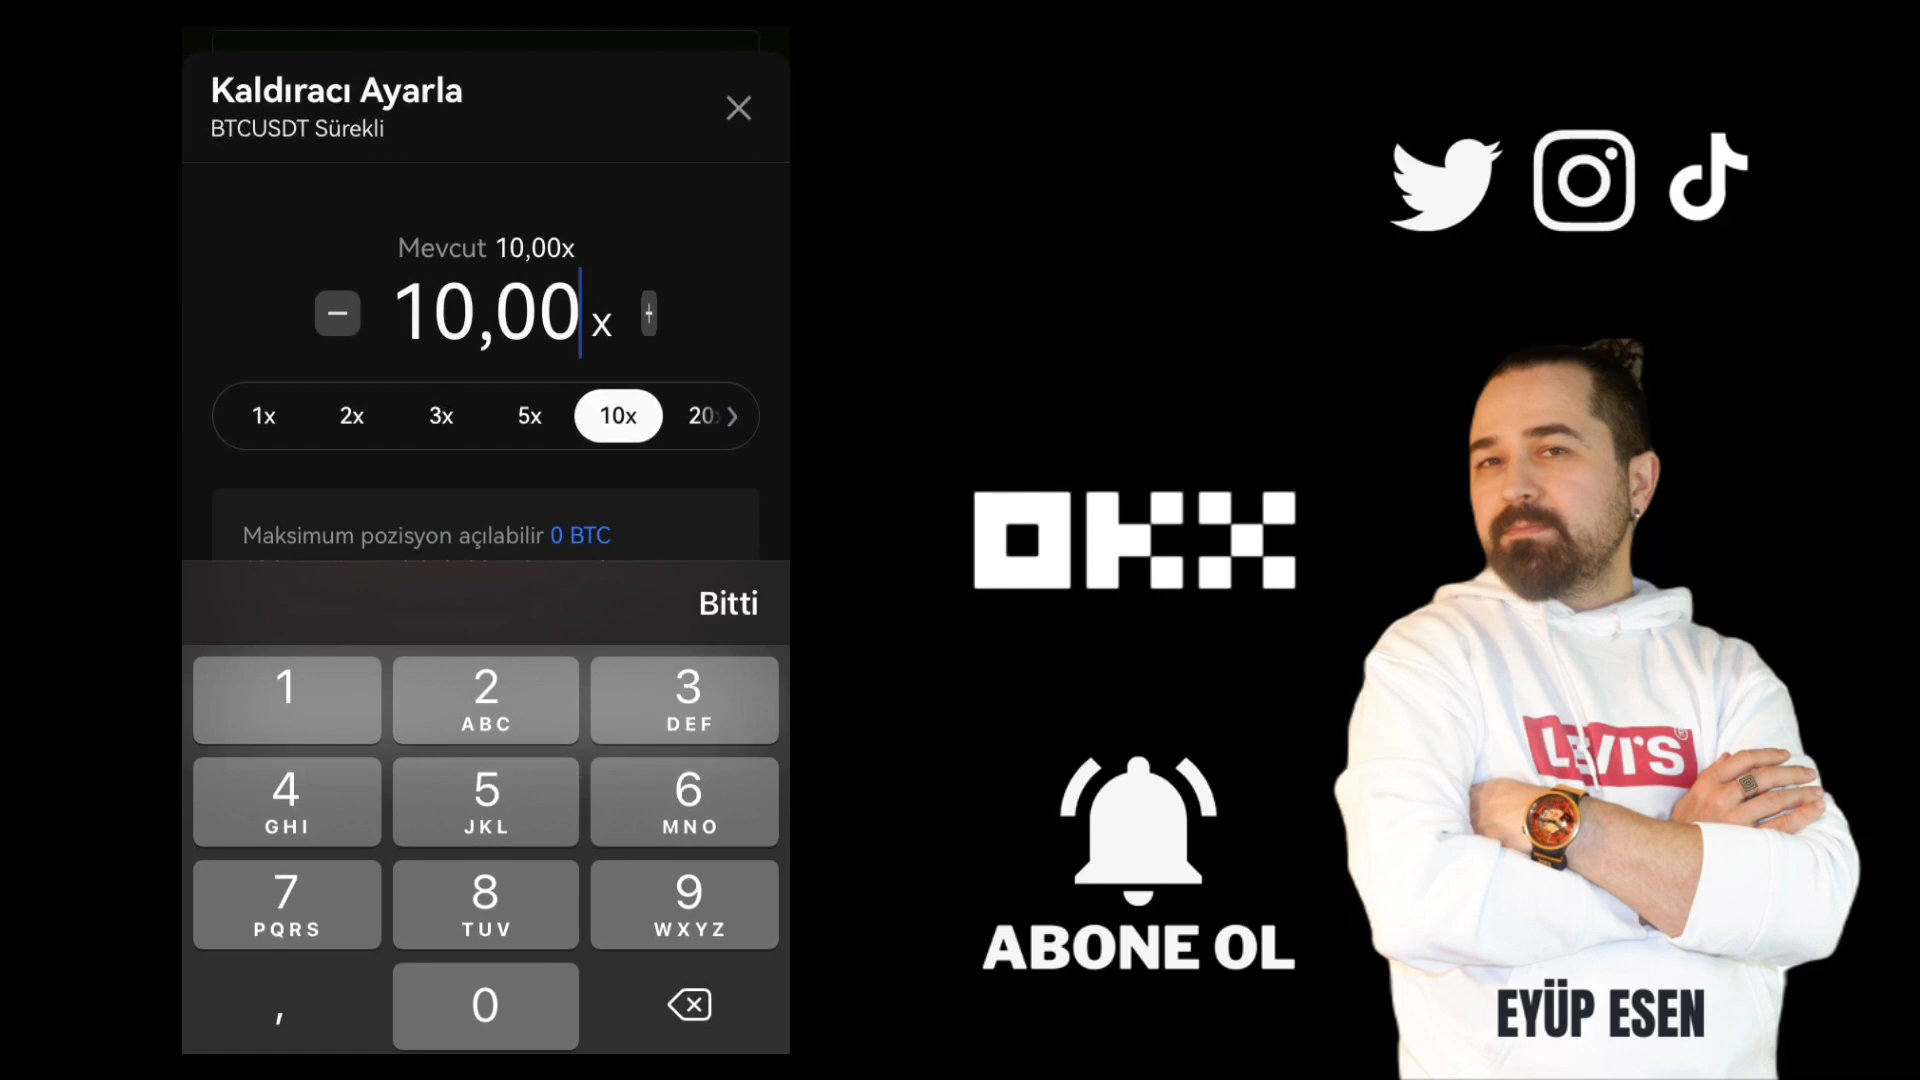 Kaldıracı Ayarla
BTCUSDT Sürekli
Mevcut 10,00x
10,00 x
1x 2x 3x 5x 10x 20x
Maksimum pozisyon açılabilir 0 BTC
Bitti
1 2 3
ABC DEF
4 5 6
GHI JKL MNO
7 8 9
PQRS TUV WXYZ
, 0
OKX
ABONE OL
LEVI'S®
EYÜP ESEN